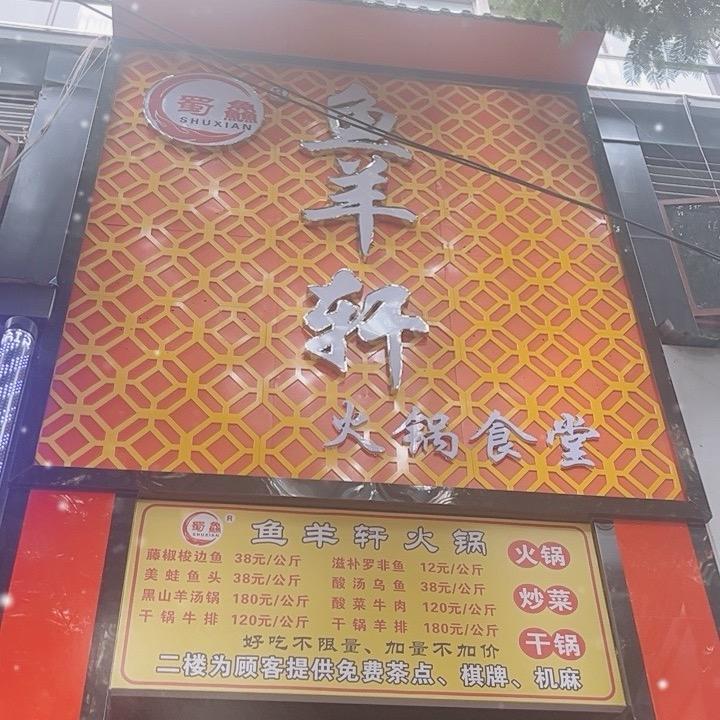 蜀鱻
SHUXIAN
鱼羊轩
火锅食堂
蜀鱻
SHUXIAN
®
鱼羊轩火锅
藤椒梭边鱼 38元/公斤 滋补罗非鱼 12元/公斤
美蛙鱼头 38元/公斤 酸汤乌鱼 38元/公斤
黑山羊汤锅 180元/公斤 酸菜牛肉 120元/公斤
干锅牛排 120元/公斤 干锅羊排 180元/公斤
火锅
炒菜
干锅
好吃不限量、加量不加价
二楼为顾客提供免费茶点、棋牌、机麻